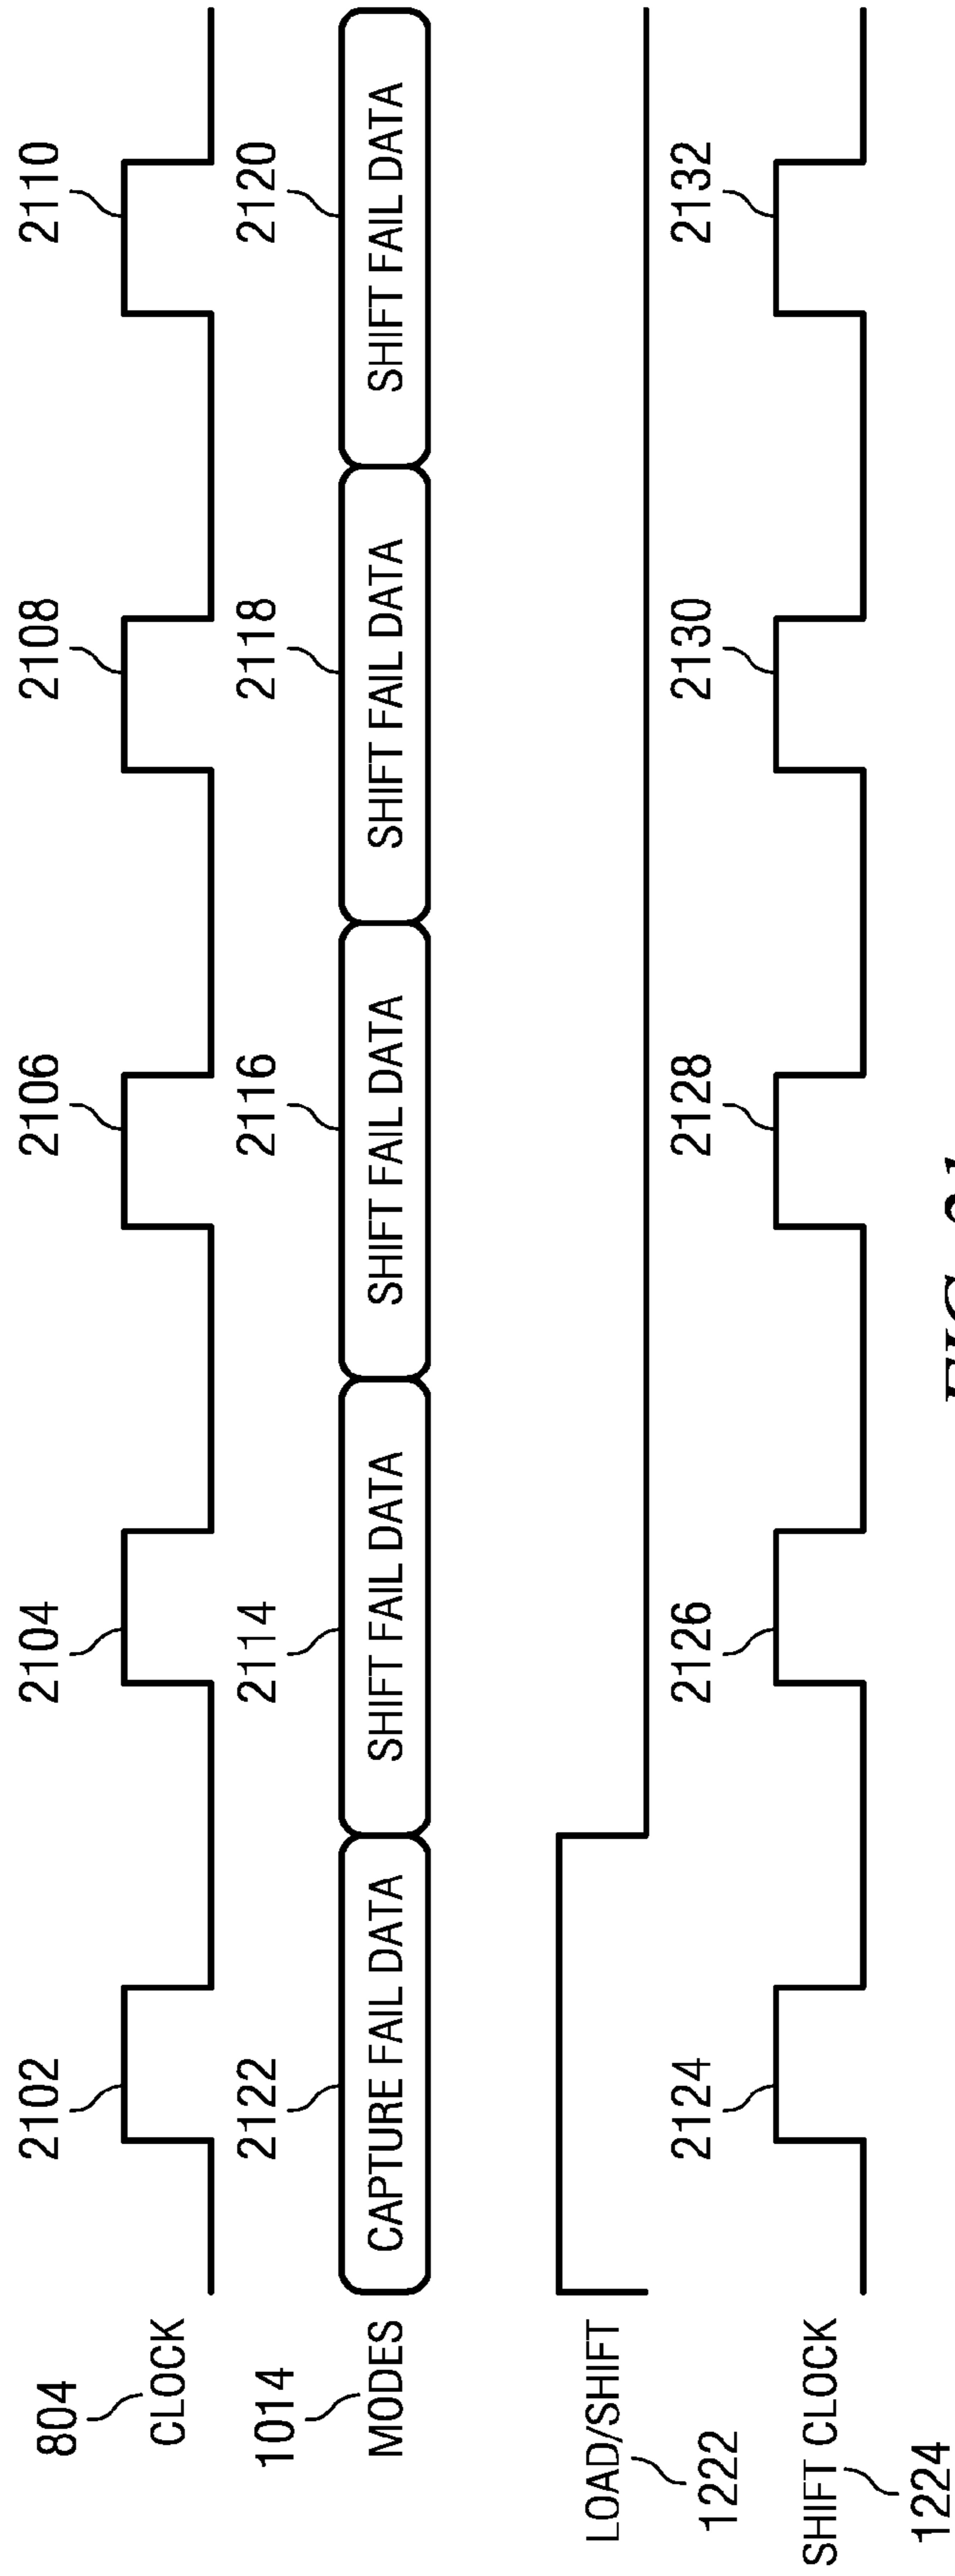 804
CLOCK
2102
2104
2106
2108
2110
1014
MODES
2122
2114
2116
2118
2120
CAPTURE FAIL DATA
SHIFT FAIL DATA
SHIFT FAIL DATA
SHIFT FAIL DATA
SHIFT FAIL DATA
LOAD/SHIFT
1222
2124
2126
2128
2130
2132
SHIFT CLOCK
1224
FIG.